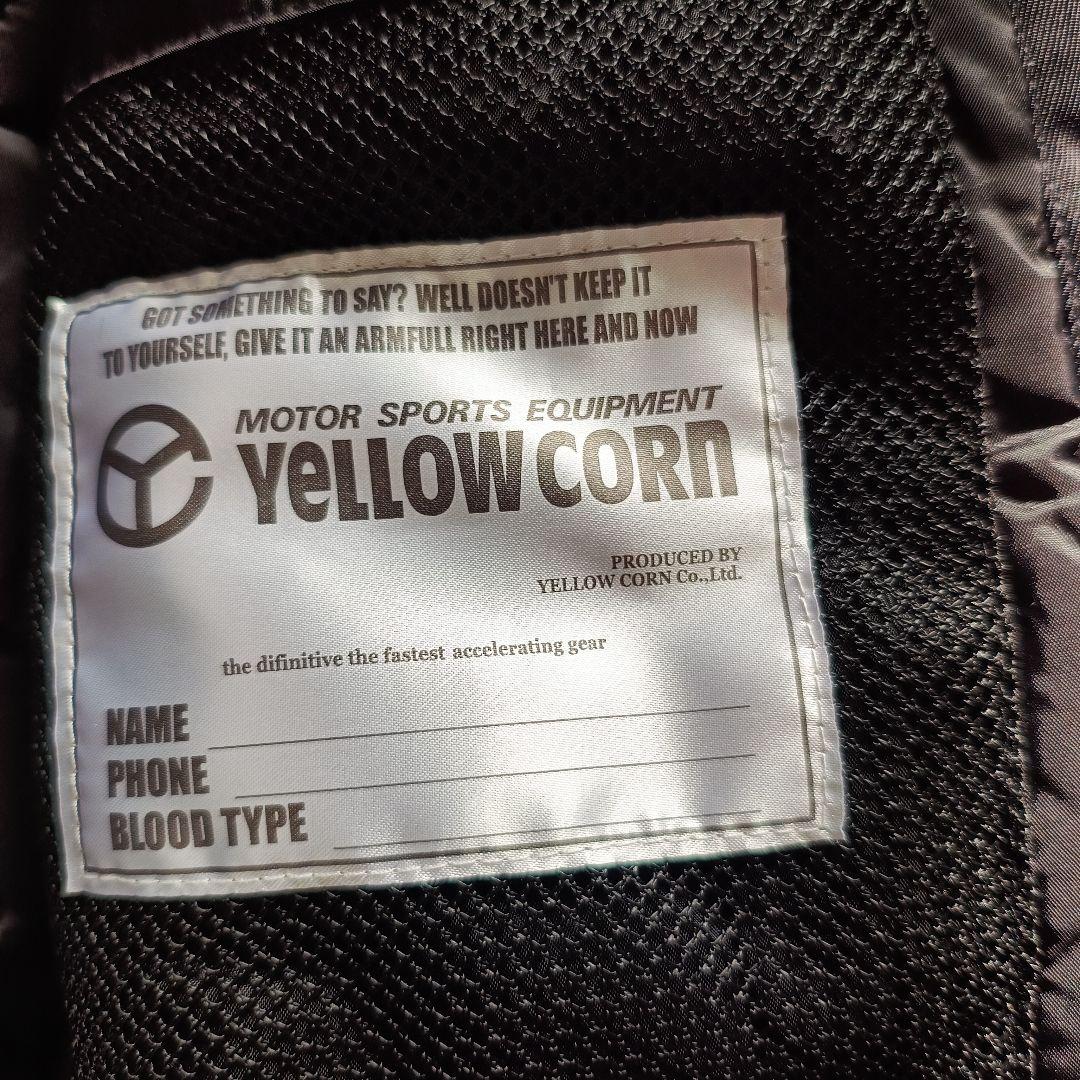 GOT SOMETHING TO SAY? WELL DOESN'T KEEP IT
TO YOURSELF, GIVE IT AN ARMFULL RIGHT HERE AND NOW
MOTOR SPORTS EQUIPMENT
YeLLOW CORn
PRODUCED BY
YELLOW CORN Co.,Ltd.
the difinitive the fastest accelerating gear
NAME
PHONE
BLOOD TYPE